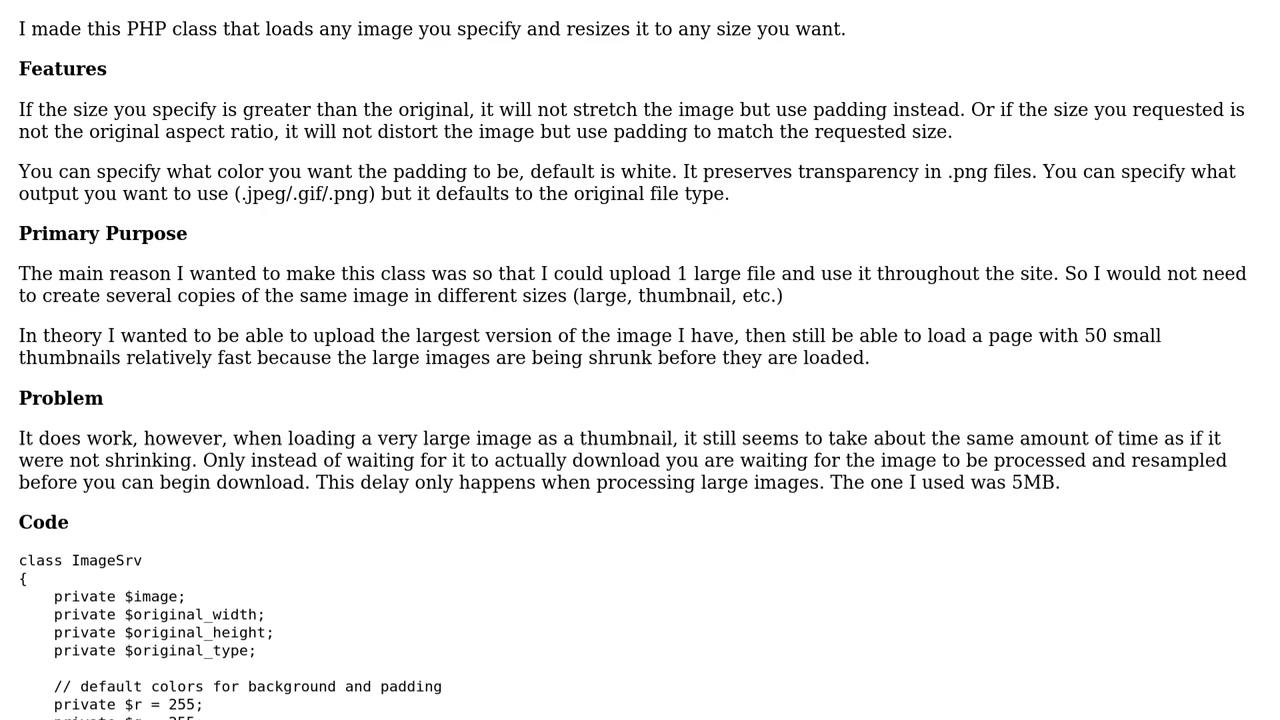 I made this PHP class that loads any image you specify and resizes it to any size you want.
Features
If the size you specify is greater than the original, it will not stretch the image but use padding instead. Or if the size you requested is
not the original aspect ratio, it will not distort the image but use padding to match the requested size.
You can specify what color you want the padding to be, default is white. It preserves transparency in .png files. You can specify what
output you want to use (.jpeg/.gif/.png) but it defaults to the original file type.
Primary Purpose
The main reason I wanted to make this class was so that I could upload 1 large file and use it throughout the site. So I would not need
to create several copies of the same image in different sizes (large, thumbnail, etc.)
In theory I wanted to be able to upload the largest version of the image I have, then still be able to load a page with 50 small
thumbnails relatively fast because the large images are being shrunk before they are loaded.
Problem
It does work, however, when loading a very large image as a thumbnail, it still seems to take about the same amount of time as if it
were not shrinking. Only instead of waiting for it to actually download you are waiting for the image to be processed and resampled
before you can begin download. This delay only happens when processing large images. The one I used was 5MB.
Code
class ImageSrv
{
    private $image;
    private $original_width;
    private $original_height;
    private $original_type;
    // default colors for background and padding
    private $r = 255;